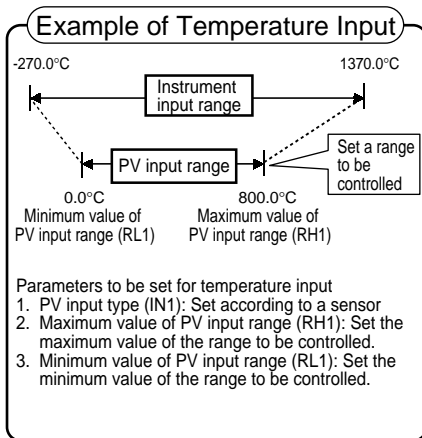 Example of Temperature Input
-270.0°C
1370.0°C
Instrument
input range
PV input range
Set a range
to be
controlled
0.0°C
800.0°C
Minimum value of
PV input range (RL1)
Maximum value of
PV input range (RH1)
Parameters to be set for temperature input
1. PV input type (IN1): Set according to a sensor
2. Maximum value of PV input range (RH1): Set the
maximum value of the range to be controlled.
3. Minimum value of PV input range (RL1): Set the
minimum value of the range to be controlled.